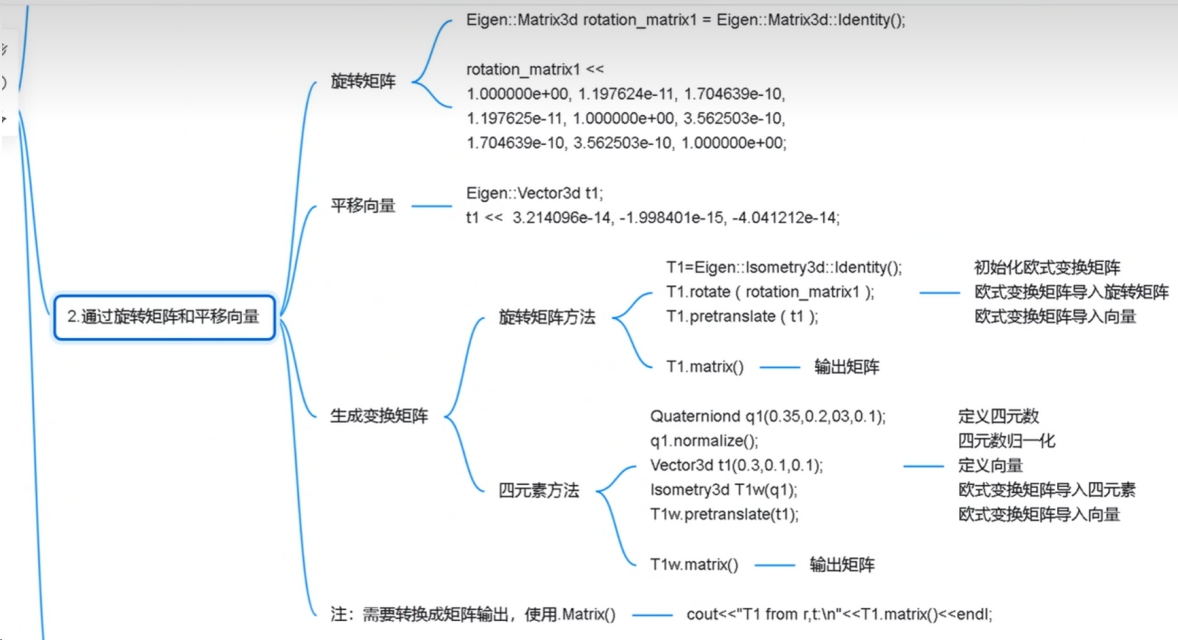 Eigen::Matrix3d rotation_matrix1 = Eigen::Matrix3d::Identity();
旋转矩阵
rotation_matrix1 <<
1.000000e+00, 1.197624e-11, 1.704639e-10,
1.197625e-11, 1.000000e+00, 3.562503e-10,
1.704639e-10, 3.562503e-10, 1.000000e+00;
平移向量
Eigen::Vector3d t1;
t1 << 3.214096e-14, -1.998401e-15, -4.041212e-14;
2.通过旋转矩阵和平移向量
生成变换矩阵
旋转矩阵方法
T1=Eigen::Isometry3d::Identity(); 初始化欧式变换矩阵
T1.rotate ( rotation_matrix1 ); 欧式变换矩阵导入旋转矩阵
T1.pretranslate ( t1 ); 欧式变换矩阵导入向量
T1.matrix() 输出矩阵
四元素方法
Quaterniond q1(0.35,0.2,03,0.1); 定义四元数
q1.normalize(); 四元数归一化
Vector3d t1(0.3,0.1,0.1); 定义向量
Isometry3d T1w(q1); 欧式变换矩阵导入四元素
T1w.pretranslate(t1); 欧式变换矩阵导入向量
T1w.matrix() 输出矩阵
注：需要转换成矩阵输出，使用.Matrix() cout<<"T1 from r,t:\n"<<T1.matrix()<<endl;